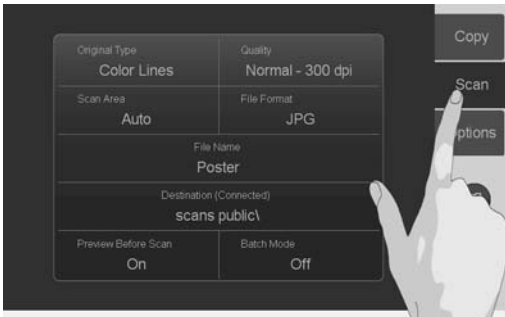 Copy
Original Type Quality
Color Lines Normal - 300 dpi
Scan
Scan Area File Format
Auto JPG
ptions
File Name
Poster
Destination (Connected)
scans public\
Preview Before Scan Batch Mode
On Off